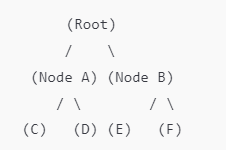 (Root)
/ \
(Node A) (Node B)
/ \ / \
(C) (D) (E) (F)